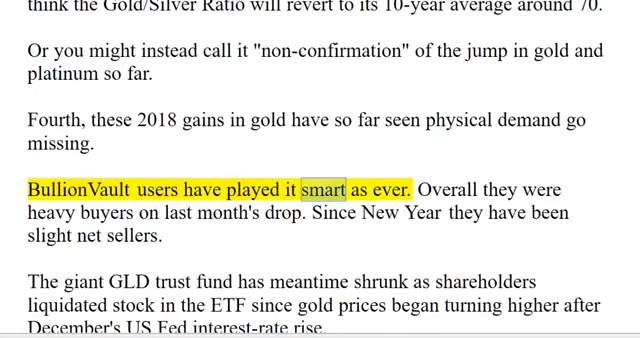 think the Gold/Silver Ratio will revert to its 10-year average around 70.
Or you might instead call it "non-confirmation" of the jump in gold and
platinum so far.
Fourth, these 2018 gains in gold have so far seen physical demand go
missing.
BullionVault users have played it smart as ever. Overall they were
heavy buyers on last month's drop. Since New Year they have been
slight net sellers.
The giant GLD trust fund has meantime shrunk as shareholders
liquidated stock in the ETF since gold prices began turning higher after
December's US Fed interest-rate rise.